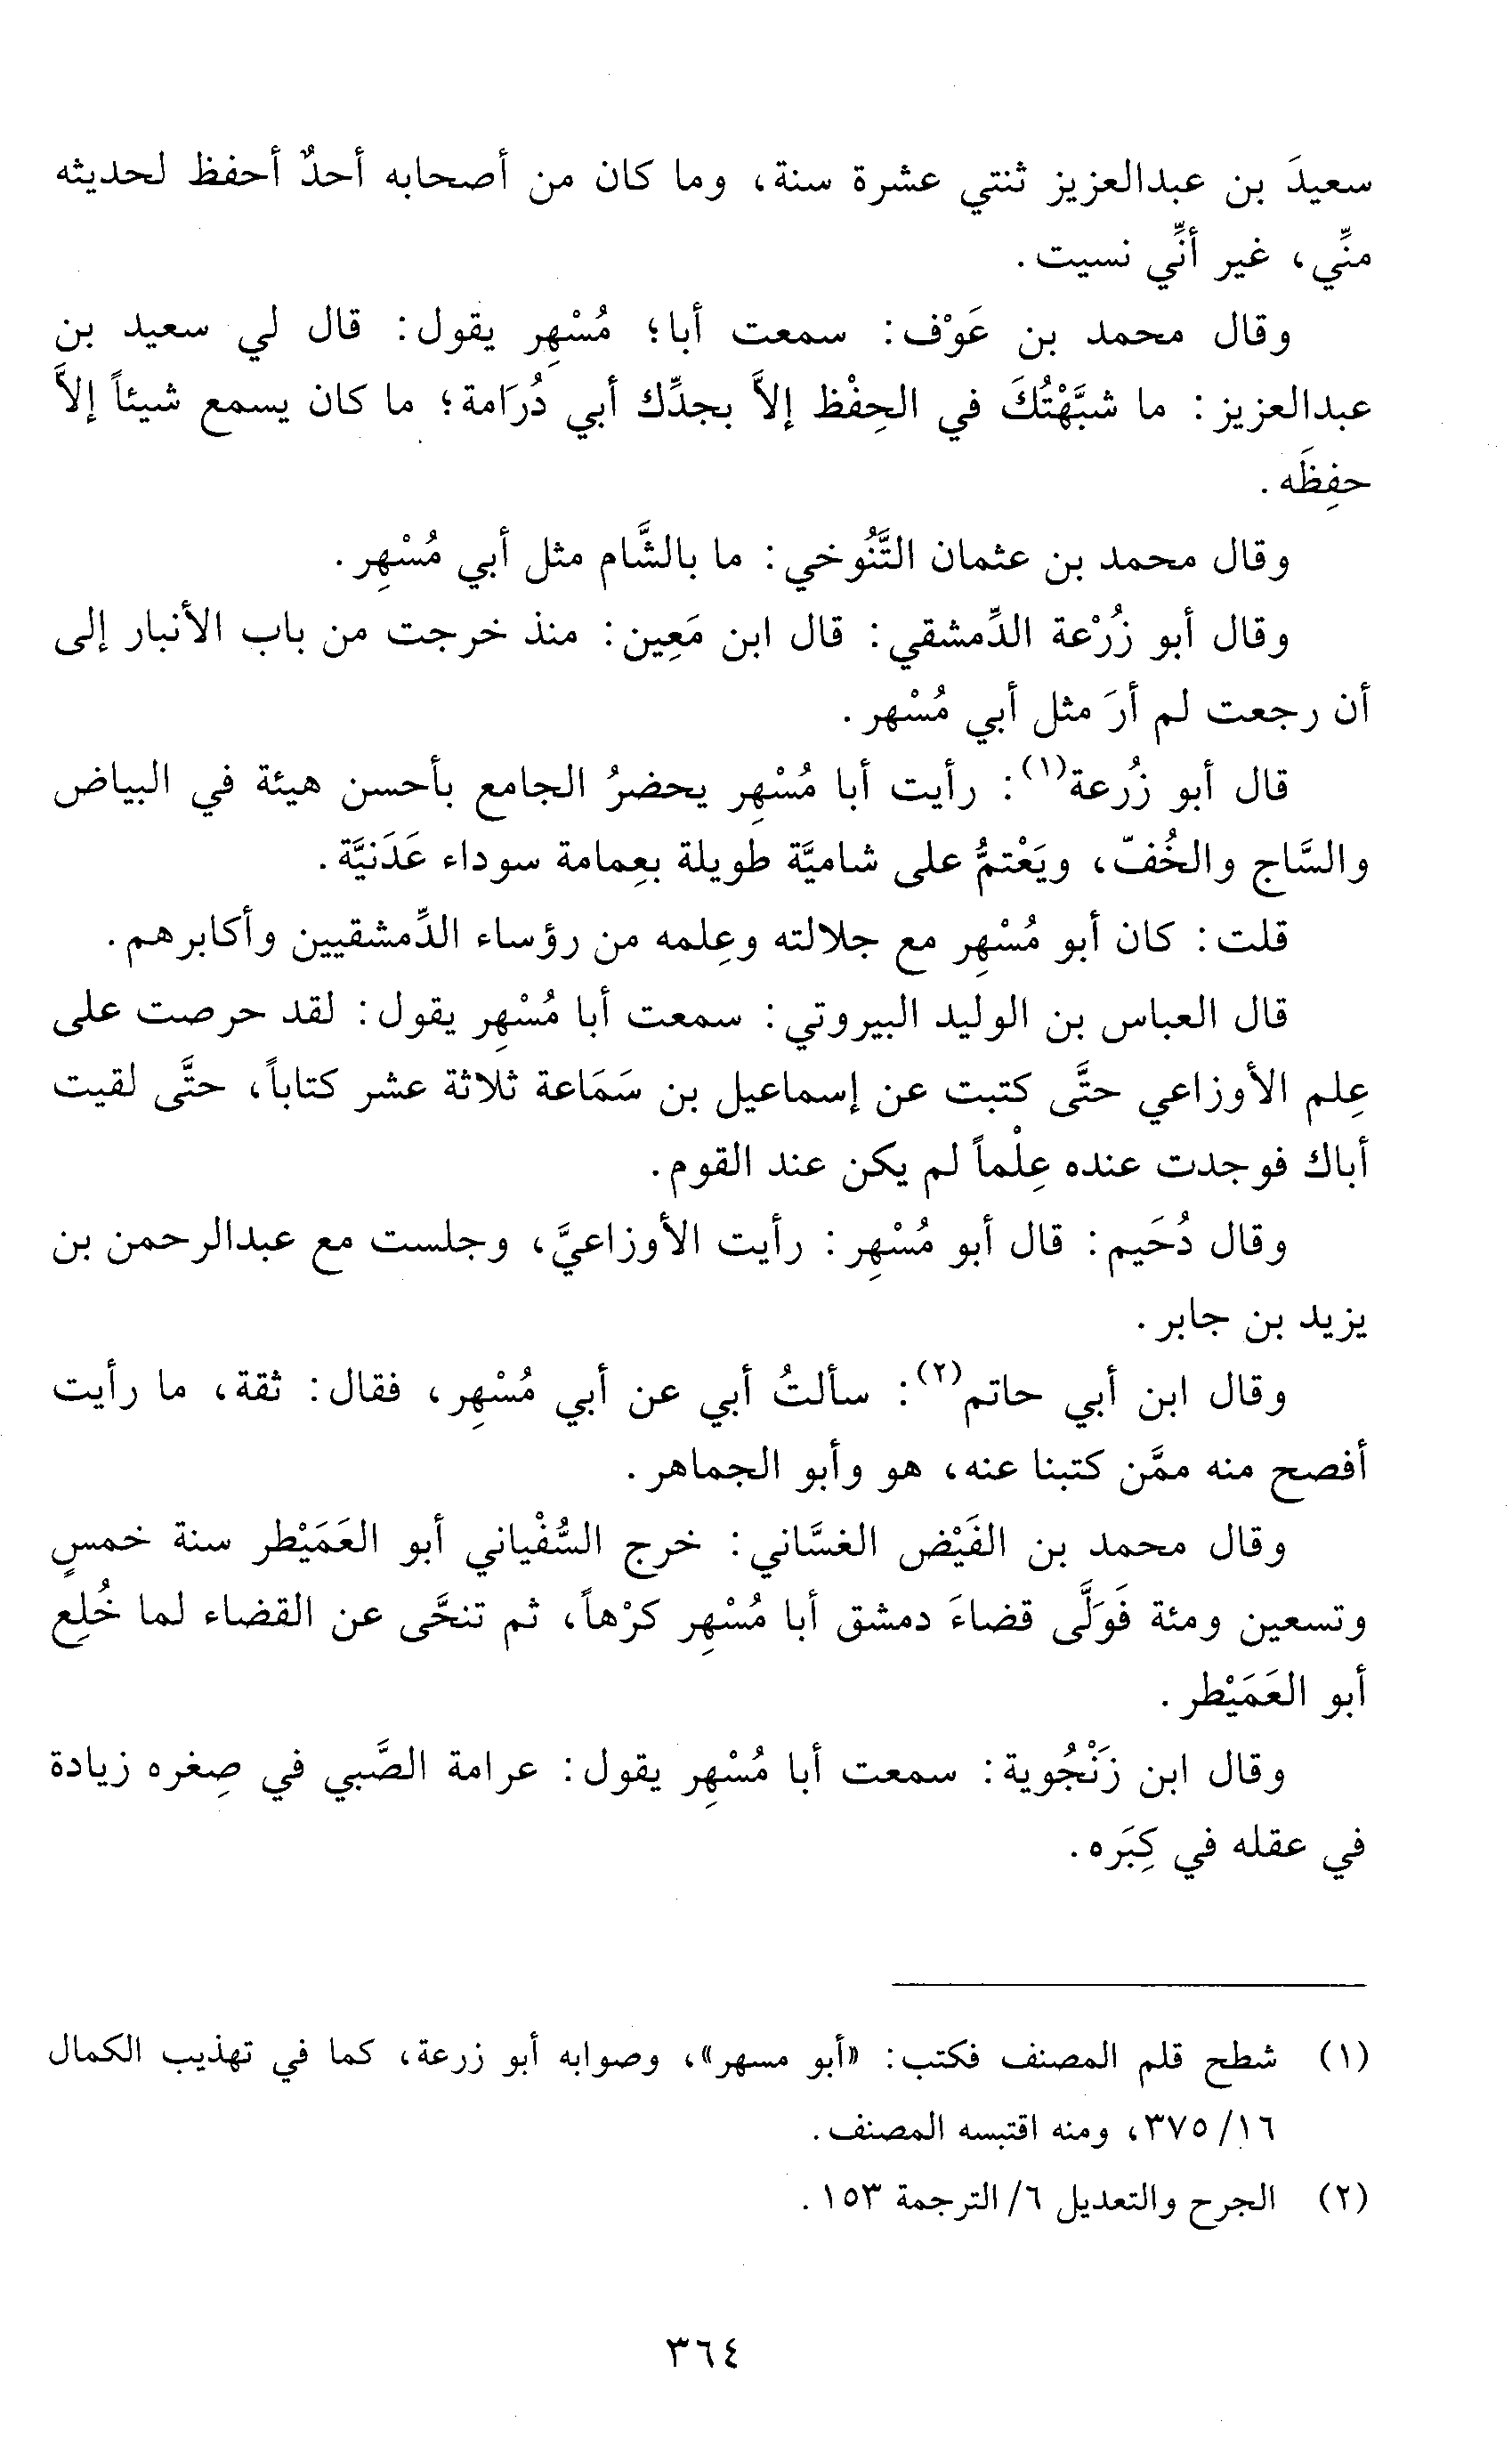 سعيدَ بن عبدالعزيز ثنتي عشرة سنة، وما كان من أصحابه أحدٌ أحفظ لحديثه
منِّي، غير أنِّي نسيت.
وقال محمد بن عَوْف: سمعت أبا؛ مُسْهِر يقول: قال لي سعيد بن
عبدالعزيز: ما شبَّهْتُكَ في الحِفْظ إلاَّ بجدِّك أبي دُرَامة؛ ما كان يسمع شيئاً إلاَّ
حفِظَه.
وقال محمد بن عثمان التَّنُوخي: ما بالشَّام مثل أبي مُسْهِر.
وقال أبو زُرْعة الدِّمشقي: قال ابن مَعِين: منذ خرجت من باب الأنبار إلى
أن رجعت لم أرَ مثل أبي مُسْهر.
قال أبو زُرعة(١): رأيت أبا مُسْهِر يحضرُ الجامع بأحسن هيئة في البياض
والسَّاج والخُفّ، ويَعْتمُّ على شاميَّة طويلة بعِمامة سوداء عَدَنيَّة.
قلت: كان أبو مُسْهِر مع جلالته وعِلمه من رؤساء الدِّمشقيين وأكابرهم.
قال العباس بن الوليد البيروتي: سمعت أبا مُسْهِر يقول: لقد حرصت على
عِلم الأوزاعي حتَّى كتبت عن إسماعيل بن سَمَاعة ثلاثة عشر كتاباً، حتَّى لقيت
أباك فوجدت عنده عِلْماً لم يكن عند القوم.
وقال دُحَيم: قال أبو مُسْهِر: رأيت الأوزاعيَّ، وجلست مع عبدالرحمن بن
يزيد بن جابر.
وقال ابن أبي حاتم(٢): سألتُ أبي عن أبي مُسْهِر، فقال: ثقة، ما رأيت
أفصح منه ممَّن كتبنا عنه، هو وأبو الجماهر.
وقال محمد بن الفَيْض الغسَّاني: خرج السُّفْياني أبو العَمَيْطر سنة خمسٍ
وتسعين ومئة فَوَلَّى قضاءَ دمشق أبا مُسْهِر كرْهاً، ثم تنحَّى عن القضاء لما خُلِع
أبو العَمَيْطر.
وقال ابن زَنْجُوية: سمعت أبا مُسْهِر يقول: عرامة الصَّبي في صِغره زيادة
في عقله في كِبَره.
(١) شطح قلم المصنف فكتب: «أبو مسهر»، وصوابه أبو زرعة، كما في تهذيب الكمال
١٦/ ٣٧٥، ومنه اقتبسه المصنف.
(٢) الجرح والتعديل ٦/ الترجمة ١٥٣.
٣٦٤